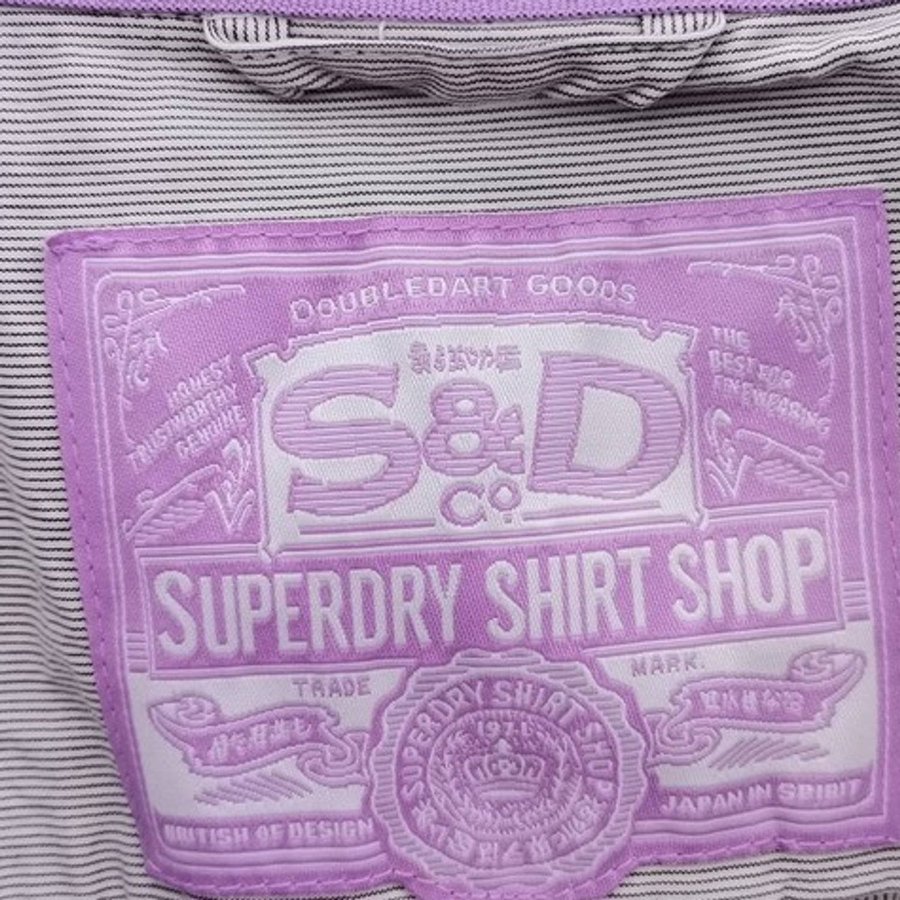 DOUBLEDART GOODS
HONEST
TRUSTWORTHY
GENUINE
THE
BEST FOR
S&D
Co
SUPERDRY SHIRT SHOP
TRADE
MARK.
SUPERDRY SHIRT SHOP
BRITISH OF DESIGN
JAPAN IN SPIRIT